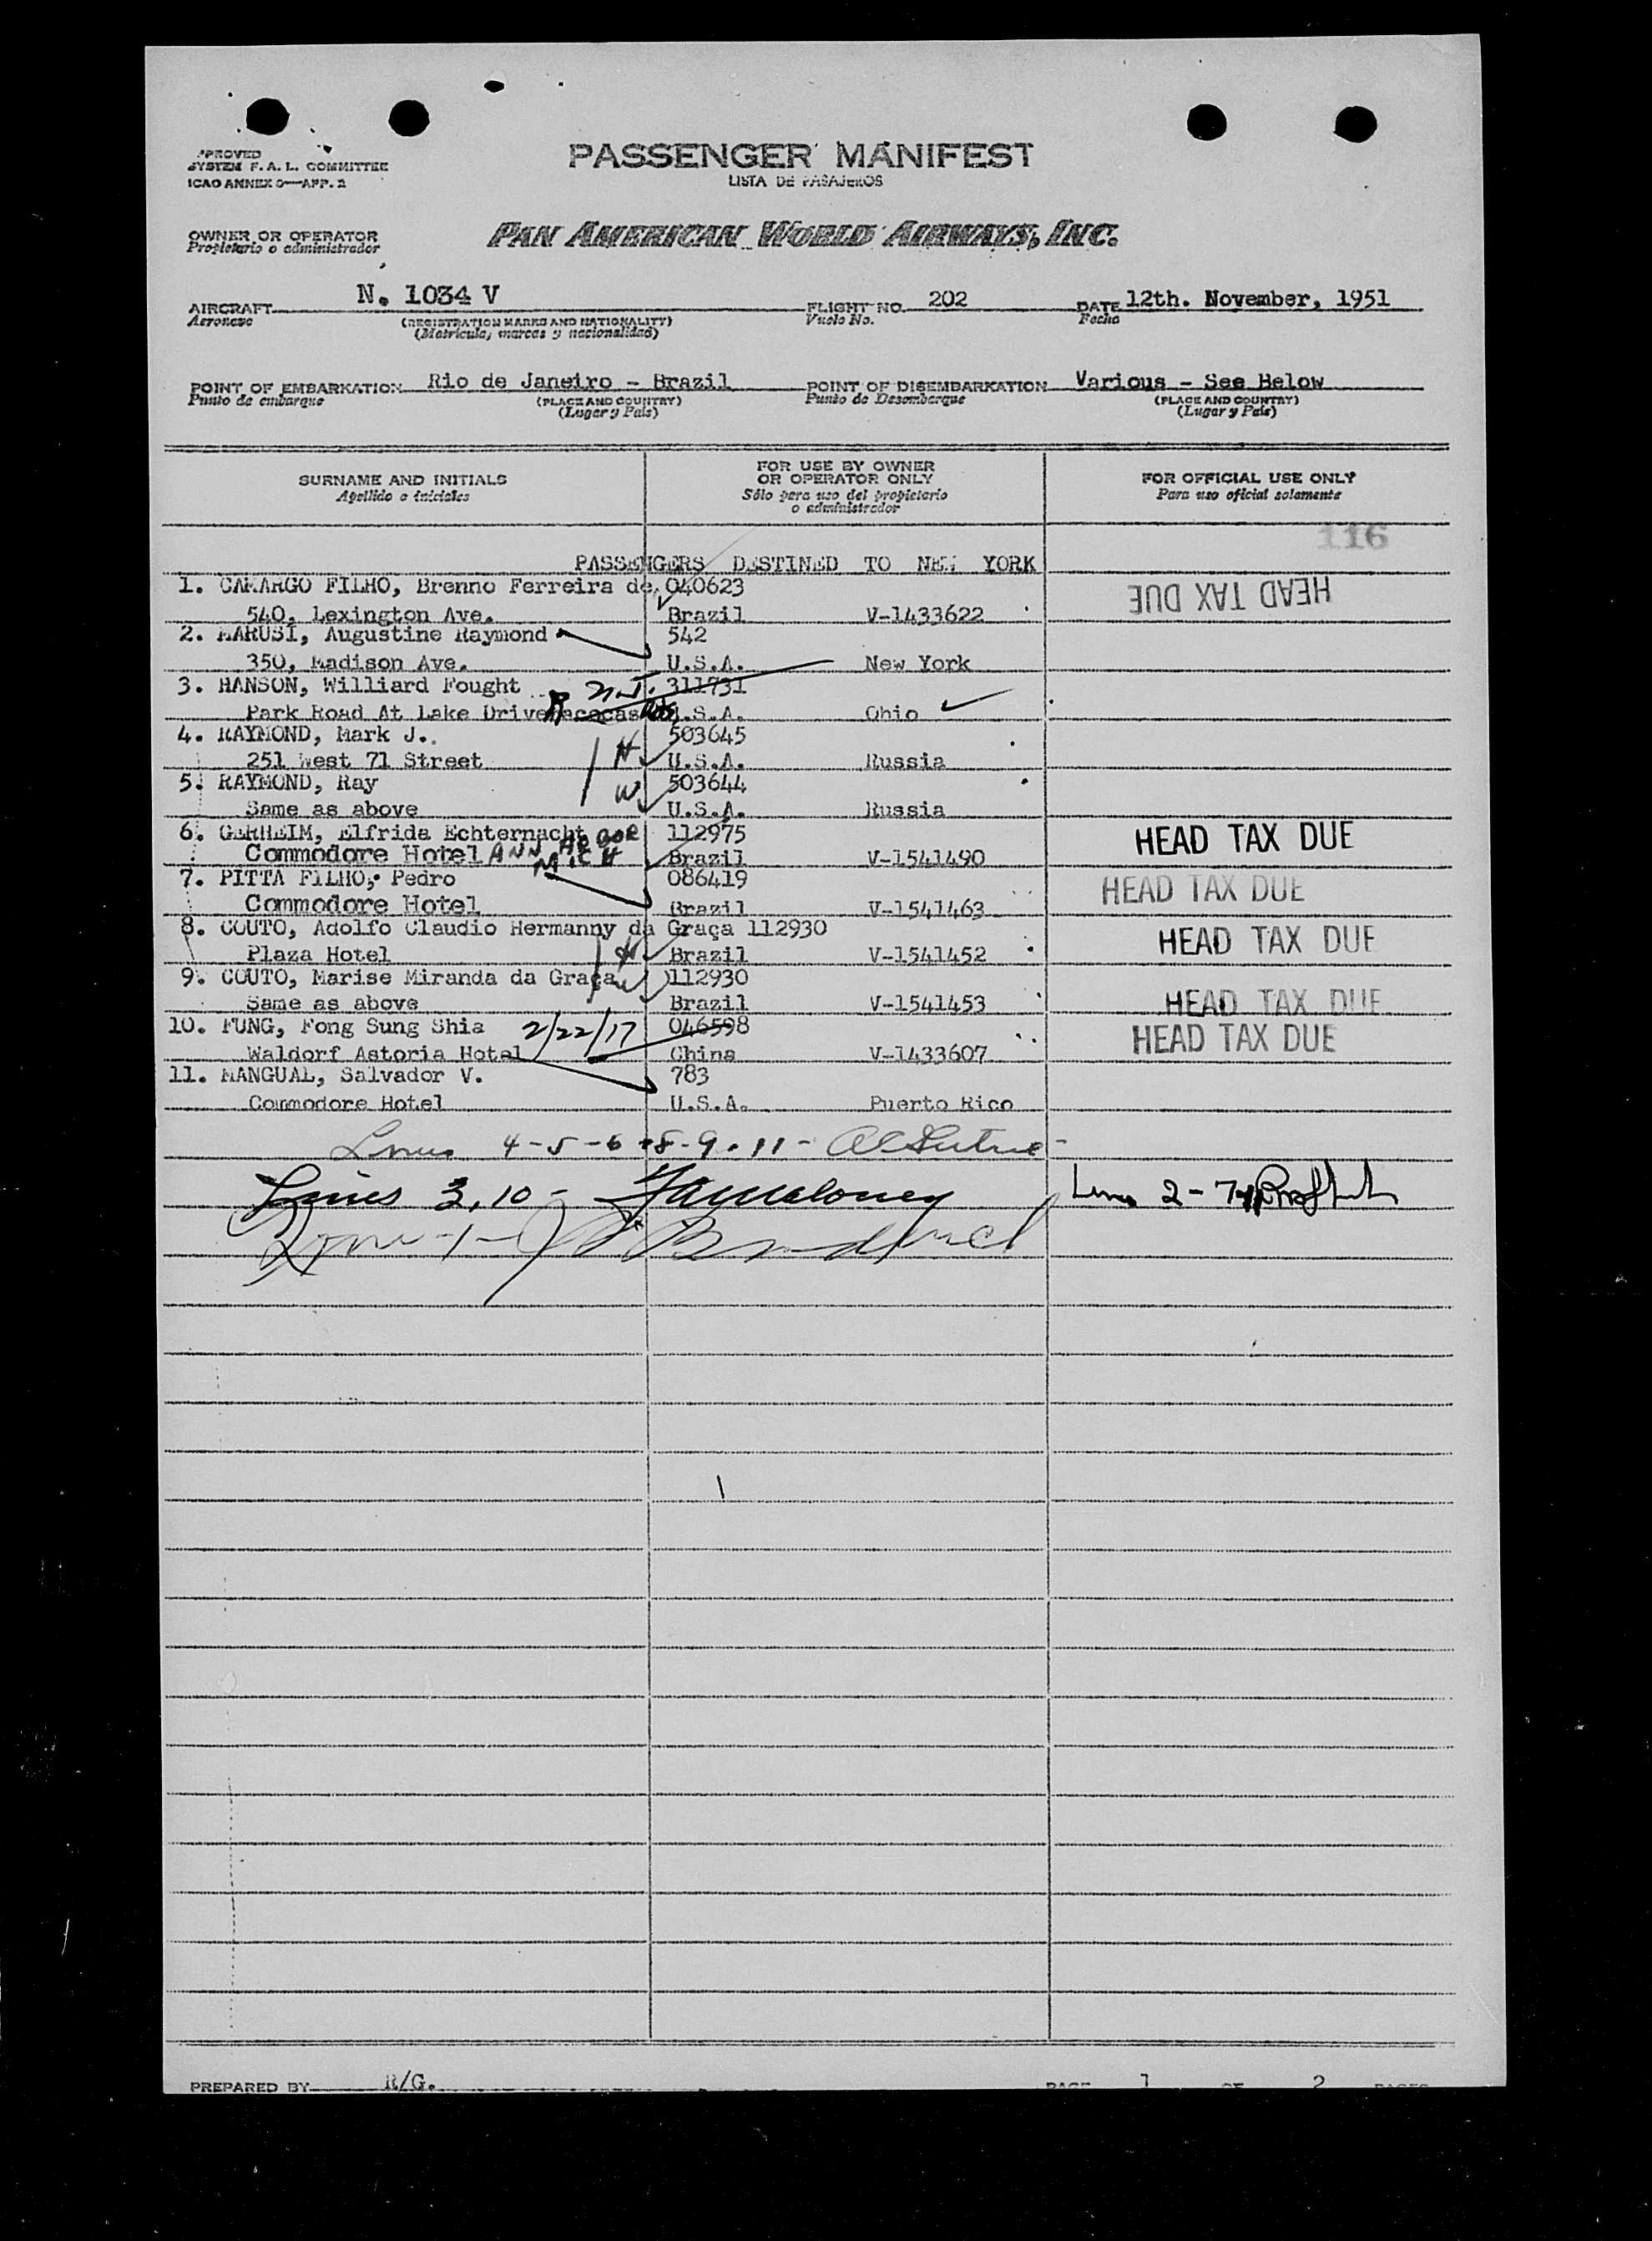 PROVED
SYSTEM F. A. L. COMMITTEE
ICAO ANNEX 9—APP. 2
PASSENGER MANIFEST
LISTA DE PASAJEROS
OWNER OR OPERATOR
Propietario o administrador
PAN AMERICAN WORLD AIRWAYS, INC.
AIRCRAFT N. 1034 V FLIGHT NO. 202 DATE 12th. November, 1951
Aeronave (REGISTRATION MARKS AND NATIONALITY) Vuelo No. Fecha
(Matrícula, marcas y nacionalidad)
POINT OF EMBARKATION Rio de Janeiro - Brazil POINT OF DISEMBARKATION Various - See Below
Punto de embarque (PLACE AND COUNTRY) Punto de Desembarque (PLACE AND COUNTRY)
(Lugar y País) (Lugar y País)
SURNAME AND INITIALS
Apellido e iniciales
FOR USE BY OWNER
OR OPERATOR ONLY
Sólo para uso del propietario
o administrador
FOR OFFICIAL USE ONLY
Para uso oficial solamente
116
PASSENGERS DESTINED TO NEW YORK
1. CAMARGO FILHO, Brenno Ferreira de, 040623 HEAD TAX DUE
540, Lexington Ave. Brazil V-1433622
2. MARUSI, Augustine Raymond 542
350, Madison Ave. U.S.A. New York
3. HANSON, Williard Fought N.J. 311731
Park Road At Lake Drive U.S.A. Ohio
4. RAYMOND, Mark J. 503645
251 West 71 Street H U.S.A. Russia
5. RAYMOND, Ray 503644
Same as above W U.S.A. Russia
6. GERHEIM, Elfrida Echternacht 112975 HEAD TAX DUE
Commodore Hotel ANN ARBOR MICH Brazil V-1541490
7. PITTA FILHO, Pedro 086419 HEAD TAX DUE
Commodore Hotel Brazil V-1541463
8. COUTO, Adolfo Claudio Hermanny da Graça 112930 HEAD TAX DUE
Plaza Hotel H Brazil V-1541452
9. COUTO, Marise Miranda da Graça W 112930
Same as above Brazil V-1541453 HEAD TAX DUE
10. FUNG, Fong Sung Shia 2/22/17 046598 HEAD TAX DUE
Waldorf Astoria Hotel China V-1433607
11. MANGUAL, Salvador V. 783
Commodore Hotel U.S.A. Puerto Rico
Lines 4-5-6-8-9-11-
Lines 3, 10 - Lines 2-7
Line -1-
PREPARED BY R/G. PAGE 1 OF 2 PAGES